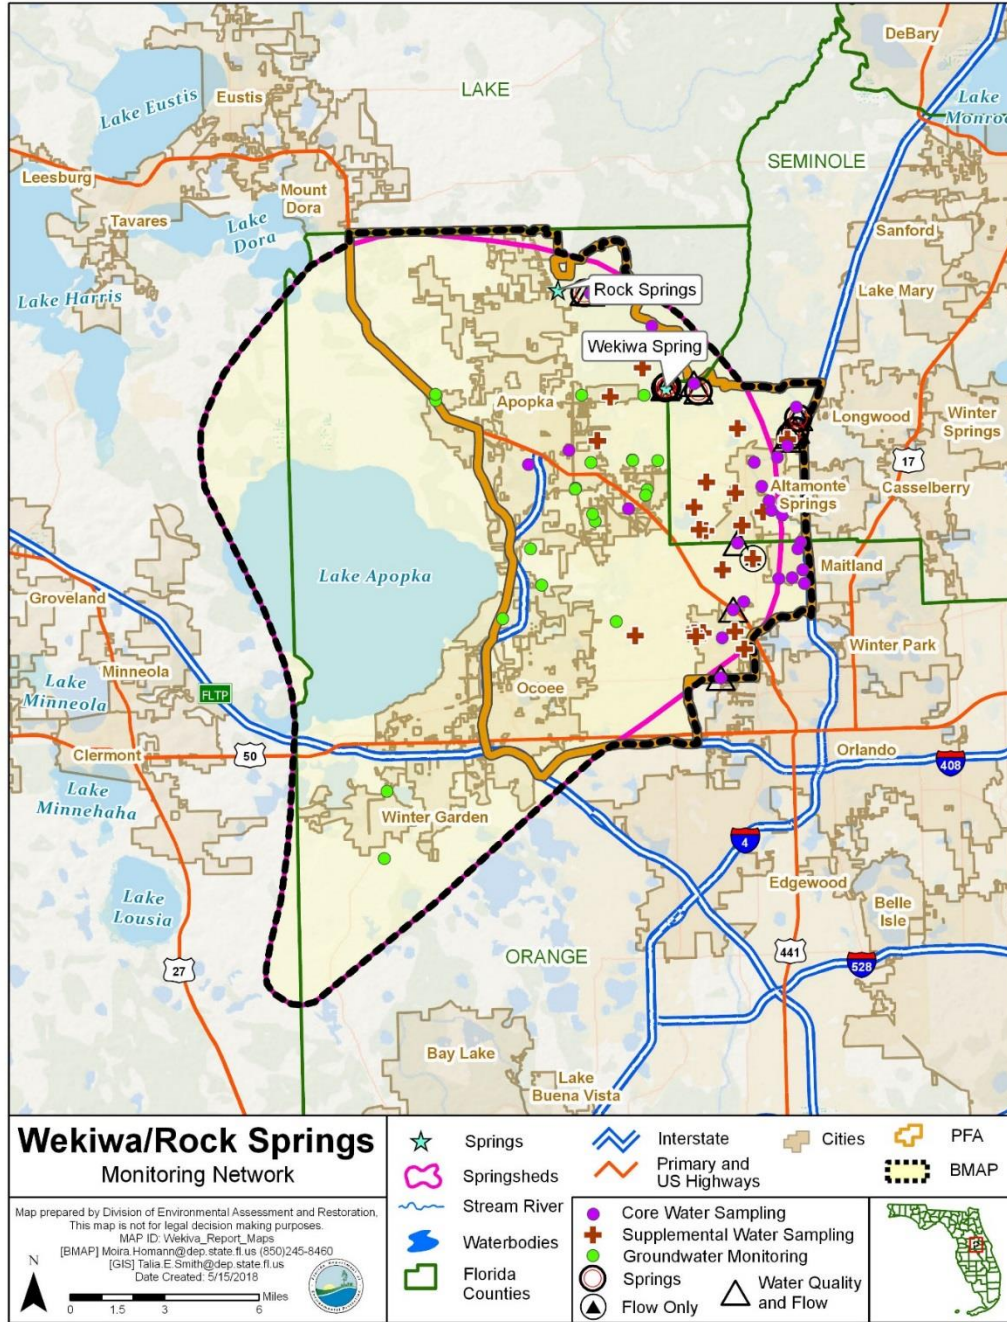 DeBary
LAKE
Lake Eustis
Eustis
Lake
Monroe
SEMINOLE
Leesburg
Mount
Dora
Tavares
Lake
Dora
Sanford
Lake Harris
Rock Springs
Lake Mary
Wekiwa Spring
Apopka
Longwood
Winter
Springs
17
Altamonte
Springs
Casselberry
Lake Apopka
Maitland
Groveland
Winter Park
Minneola
FLTP
Lake
Minneola
Ocoee
Clermont
50
Orlando
408
Lake
Minnehaha
Winter Garden
4
Edgewood
Lake
Lousia
Belle
Isle
ORANGE
441
27
528
Bay Lake
Lake
Buena Vista
Wekiwa/Rock Springs
Monitoring Network
Map prepared by Division of Environmental Assessment and Restoration,
This map is not for legal decision making purposes.
MAP ID: Wekiva_Report_Maps
[BMAP] Moira.Homann@dep.state.fl.us (850)245-8460
[GIS] Talia.E.Smith@dep.state.fl.us
Date Created: 5/15/2018
N
Miles
0 1.5 3 6
Springs
Springsheds
Stream River
Waterbodies
Florida
Counties
Interstate
Primary and
US Highways
Cities
PFA
BMAP
Core Water Sampling
Supplemental Water Sampling
Groundwater Monitoring
Springs
Flow Only
Water Quality
and Flow